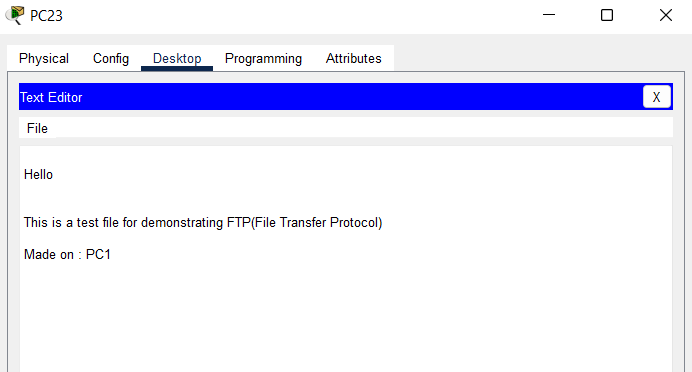 PC23
Physical Config Desktop Programming Attributes
Text Editor X
File
Hello
This is a test file for demonstrating FTP(File Transfer Protocol)
Made on : PC1